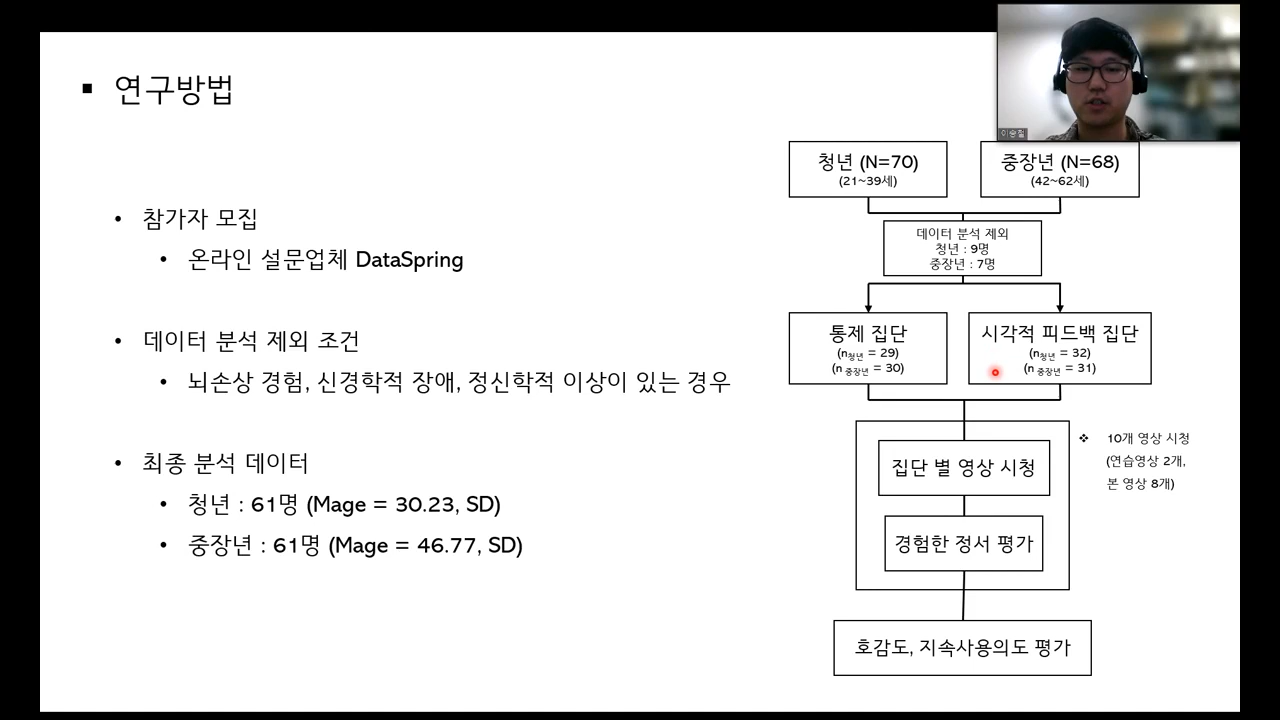 ▪ 연구방법
• 참가자 모집
• 온라인 설문업체 DataSpring
• 데이터 분석 제외 조건
• 뇌손상 경험, 신경학적 장애, 정신학적 이상이 있는 경우
• 최종 분석 데이터
• 청년 : 61명 (Mage = 30.23, SD)
• 중장년 : 61명 (Mage = 46.77, SD)
이승철
청년 (N=70)
(21~39세)
중장년 (N=68)
(42~62세)
데이터 분석 제외
청년 : 9명
중장년 : 7명
통제 집단
(n청년 = 29)
(n 중장년 = 30)
시각적 피드백 집단
(n청년 = 32)
(n 중장년 = 31)
집단 별 영상 시청
경험한 정서 평가
❖ 10개 영상 시청
(연습영상 2개,
본 영상 8개)
호감도, 지속사용의도 평가